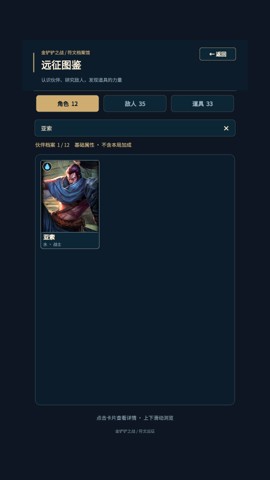 金铲铲之战 / 符文档案馆
远征图鉴
← 返回
认识伙伴，研究敌人，发现道具的力量
角色 12
敌人 35
道具 33
亚索 ×
伙伴档案 1 / 12 基础属性 · 不含本局加成
亚索
点击卡片查看详情 · 上下滑动浏览
金铲铲之战 / 符文远征